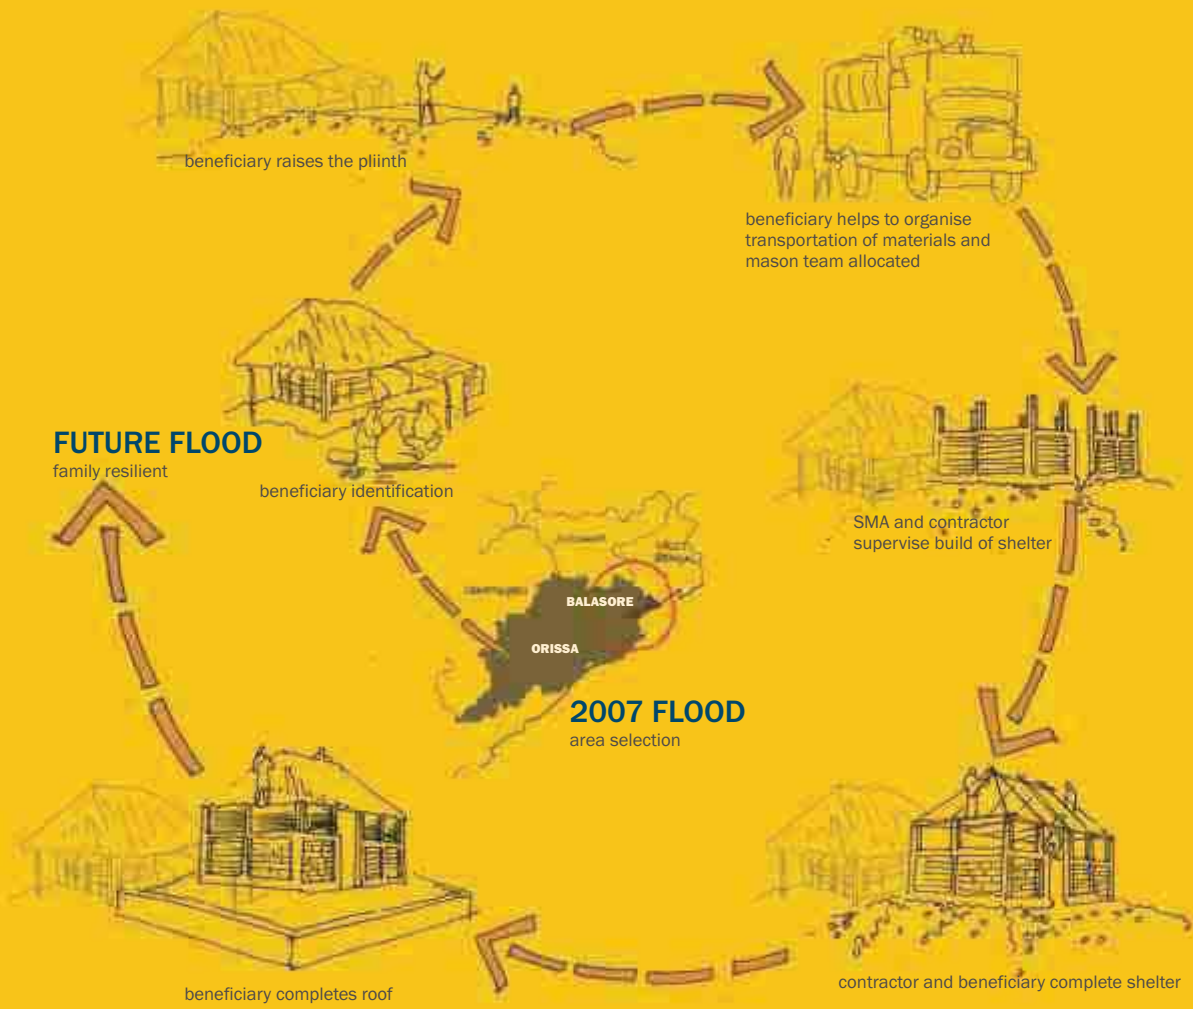 beneficiary raises the pliinth
beneficiary helps to organise
transportation of materials and
mason team allocated
FUTURE FLOOD
family resilient
beneficiary identification
SMA and contractor
supervise build of shelter
BALASORE
ORISSA
2007 FLOOD
area selection
beneficiary completes roof
contractor and beneficiary complete shelter